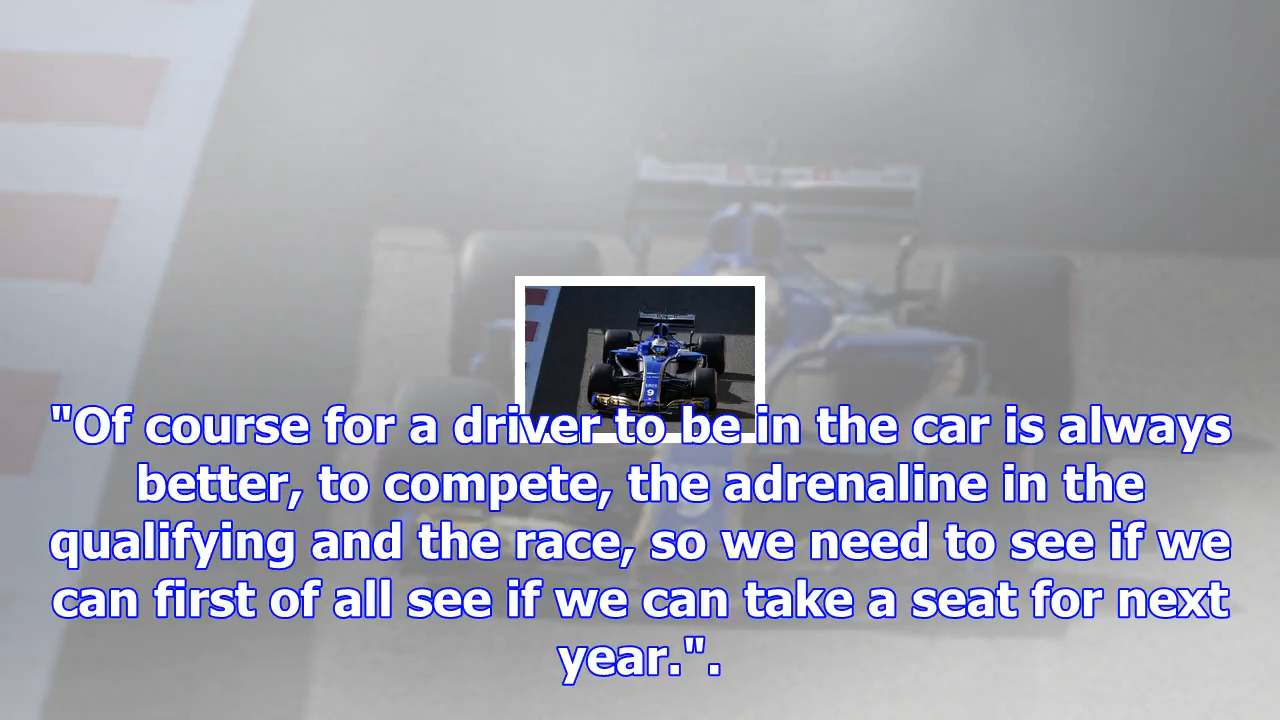 9
"Of course for a driver to be in the car is always
better, to compete, the adrenaline in the
qualifying and the race, so we need to see if we
can first of all see if we can take a seat for next
year.".